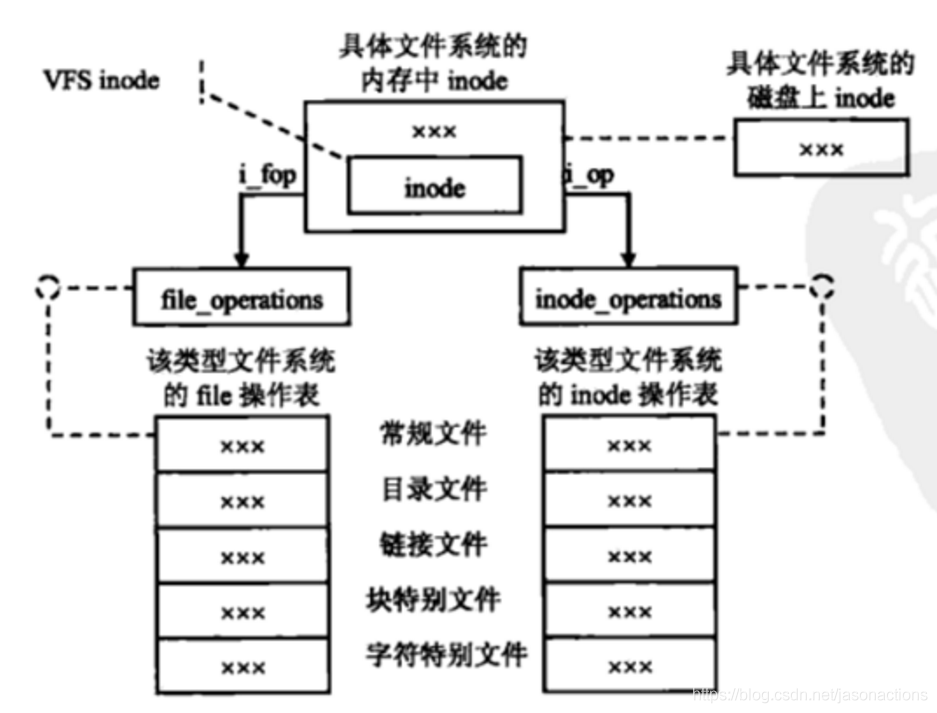 具体文件系统的
内存中 inode
VFS inode
具体文件系统的
磁盘上 inode
×××
×××
i_fop
inode
i_op
file_operations
inode_operations
该类型文件系统
的 file 操作表
该类型文件系统
的 inode 操作表
×××
常规文件
×××
×××
目录文件
×××
×××
链接文件
×××
×××
块特别文件
×××
×××
字符特别文件
×××
https://blog.csdn.net/jasonactions